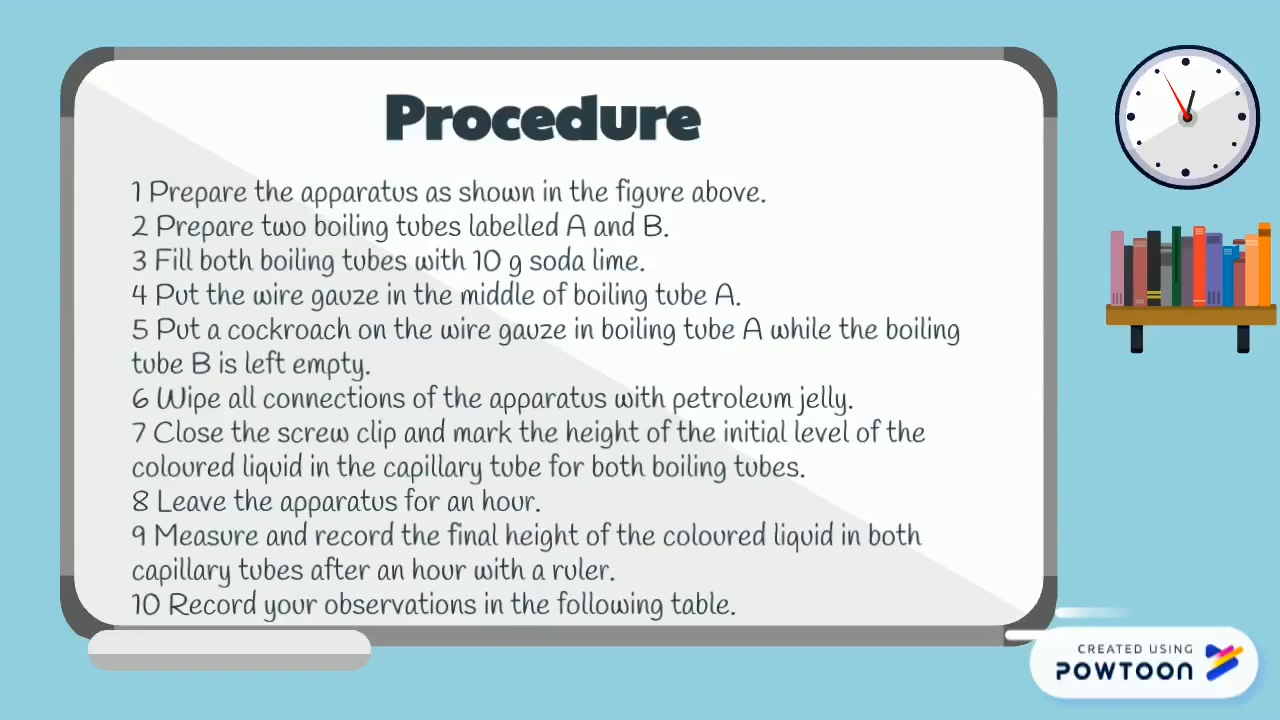 Procedure
1 Prepare the apparatus as shown in the figure above.
2 Prepare two boiling tubes labelled A and B.
3 Fill both boiling tubes with 10 g soda lime.
4 Put the wire gauze in the middle of boiling tube A.
5 Put a cockroach on the wire gauze in boiling tube A while the boiling
tube B is left empty.
6 Wipe all connections of the apparatus with petroleum jelly.
7 Close the screw clip and mark the height of the initial level of the
coloured liquid in the capillary tube for both boiling tubes.
8 Leave the apparatus for an hour.
9 Measure and record the final height of the coloured liquid in both
capillary tubes after an hour with a ruler.
10 Record your observations in the following table.
CREATED USING
POWTOON